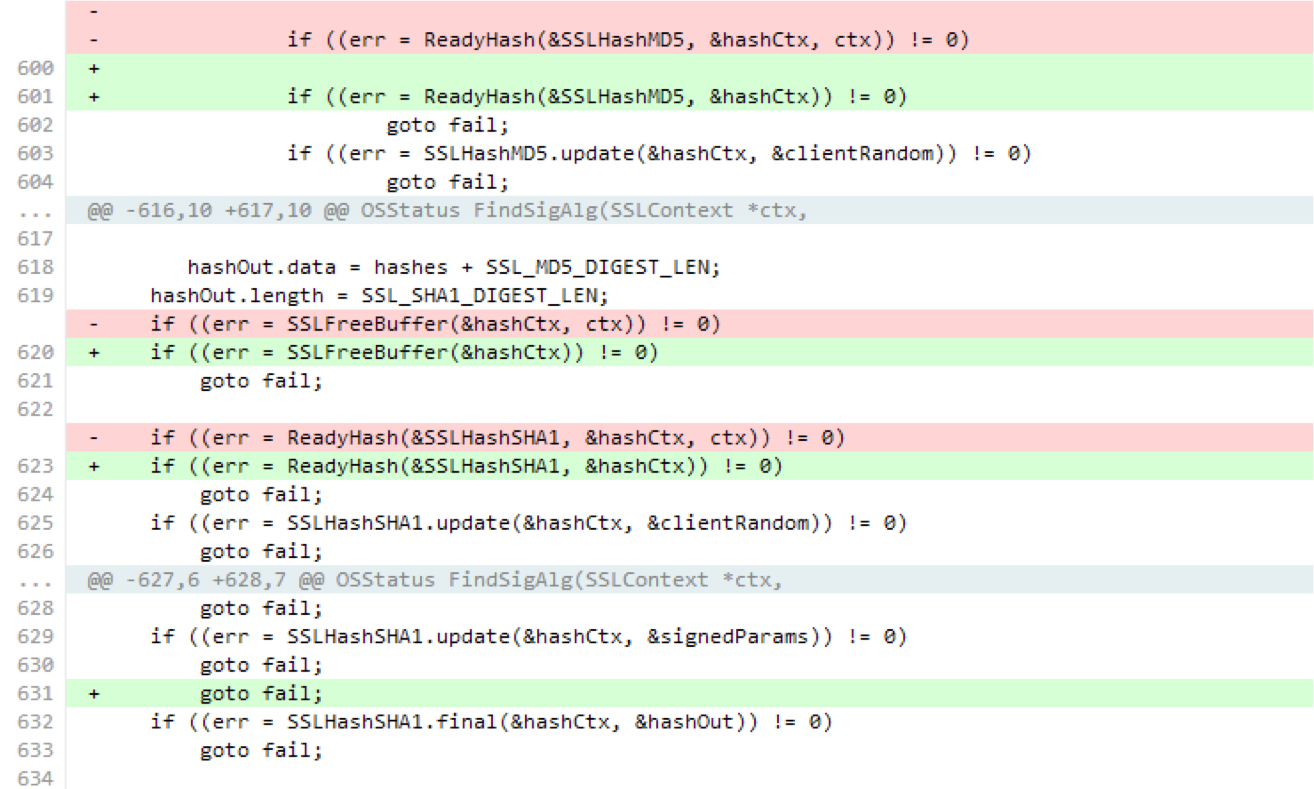 -
- if ((err = ReadyHash(&SSLHashMD5, &hashCtx, ctx)) != 0)
600 +
601 + if ((err = ReadyHash(&SSLHashMD5, &hashCtx)) != 0)
602 goto fail;
603 if ((err = SSLHashMD5.update(&hashCtx, &clientRandom)) != 0)
604 goto fail;
... @@ -616,10 +617,10 @@ OSStatus FindSigAlg(SSLContext *ctx,
617
618 hashOut.data = hashes + SSL_MD5_DIGEST_LEN;
619 hashOut.length = SSL_SHA1_DIGEST_LEN;
- if ((err = SSLFreeBuffer(&hashCtx, ctx)) != 0)
620 + if ((err = SSLFreeBuffer(&hashCtx)) != 0)
621 goto fail;
622
- if ((err = ReadyHash(&SSLHashSHA1, &hashCtx, ctx)) != 0)
623 + if ((err = ReadyHash(&SSLHashSHA1, &hashCtx)) != 0)
624 goto fail;
625 if ((err = SSLHashSHA1.update(&hashCtx, &clientRandom)) != 0)
626 goto fail;
... @@ -627,6 +628,7 @@ OSStatus FindSigAlg(SSLContext *ctx,
628 goto fail;
629 if ((err = SSLHashSHA1.update(&hashCtx, &signedParams)) != 0)
630 goto fail;
631 + goto fail;
632 if ((err = SSLHashSHA1.final(&hashCtx, &hashOut)) != 0)
633 goto fail;
634